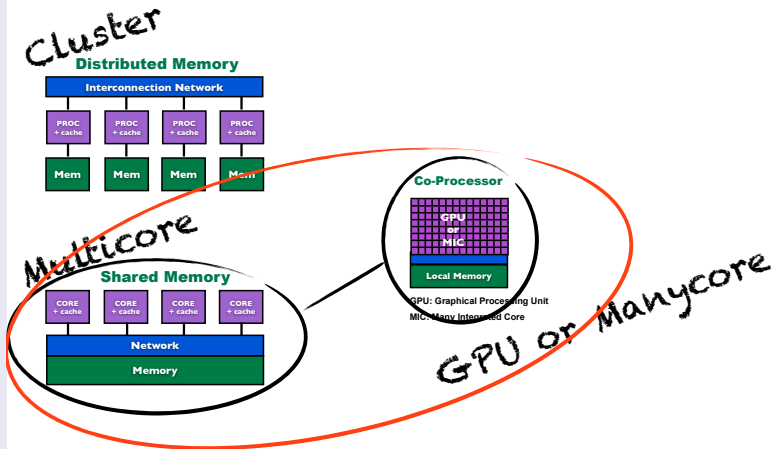 Cluster
Distributed Memory
Interconnection Network
PROC PROC PROC PROC
+ cache + cache + cache + cache
Mem Mem Mem Mem
Co-Processor
GPU
or
MIC
Local Memory
GPU: Graphical Processing Unit
MIC: Many Integrated Core
Multicore
Shared Memory
CORE CORE CORE CORE
+ cache + cache + cache + cache
Network
Memory
GPU or Manycore